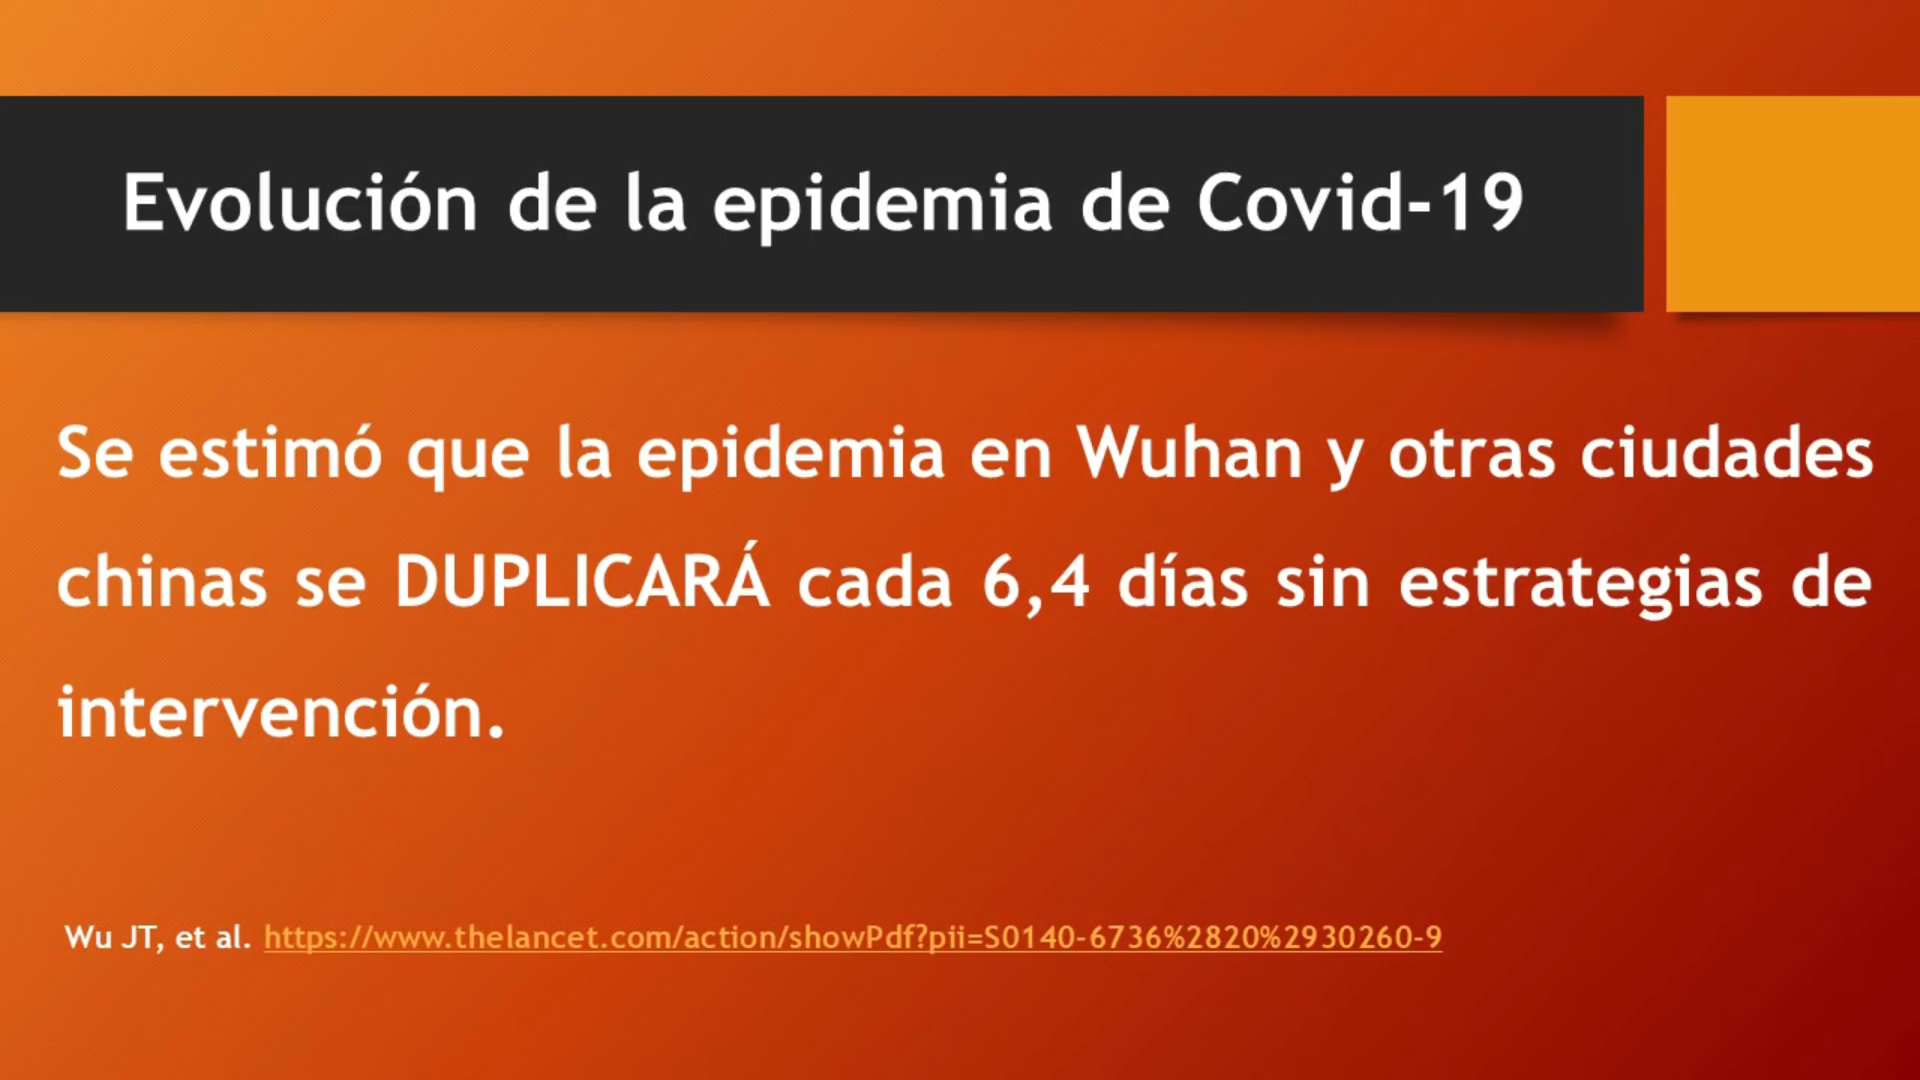 Evolución de la epidemia de Covid-19
Se estimó que la epidemia en Wuhan y otras ciudades
chinas se DUPLICARÁ cada 6,4 días sin estrategias de
intervención.
Wu JT, et al. https://www.thelancet.com/action/showPdf?pii=S0140-6736%2820%2930260-9